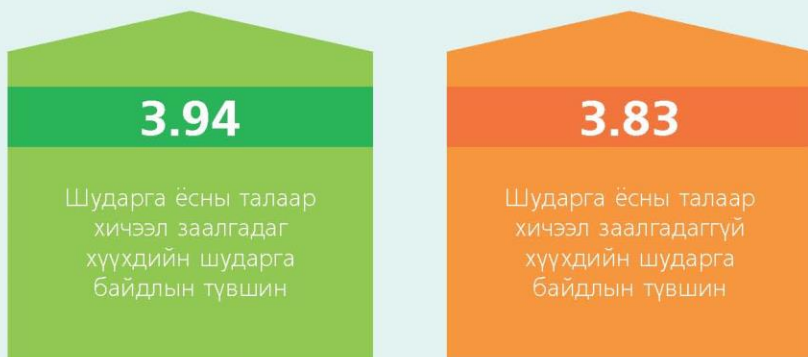 3.94
Шударга ёсны талаар
хичээл заалгадаг
хүүхдийн шударга
байдлын түвшин
3.83
Шударга ёсны талаар
хичээл заалгадаггүй
хүүхдийн шударга
байдлын түвшин